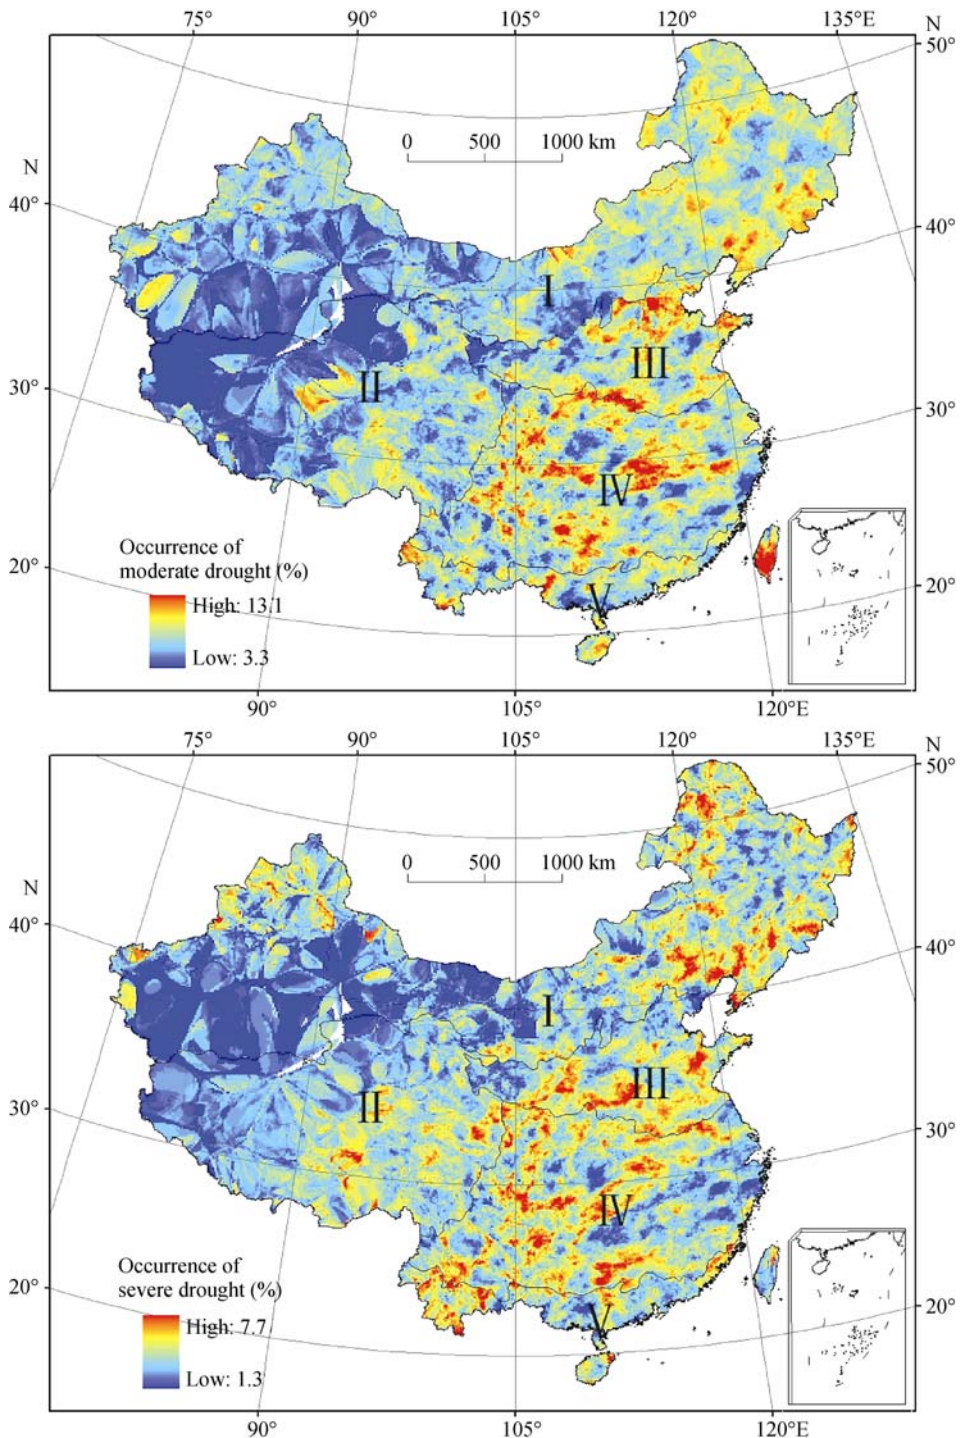 75° 90° 105° 120° 135°E N
50°
0 500 1000 km
N
40°
40°
I
III
30°
II
30°
IV
Occurrence of
moderate drought (%)
20°
20°
High: 13.1
V
Low: 3.3
90° 105° 120°E
75° 90° 105° 120° 135°E N
50°
0 500 1000 km
N
40°
40°
I
III
30°
II
30°
IV
Occurrence of
severe drought (%)
20°
20°
High: 7.7
V
Low: 1.3
90° 105° 120°E